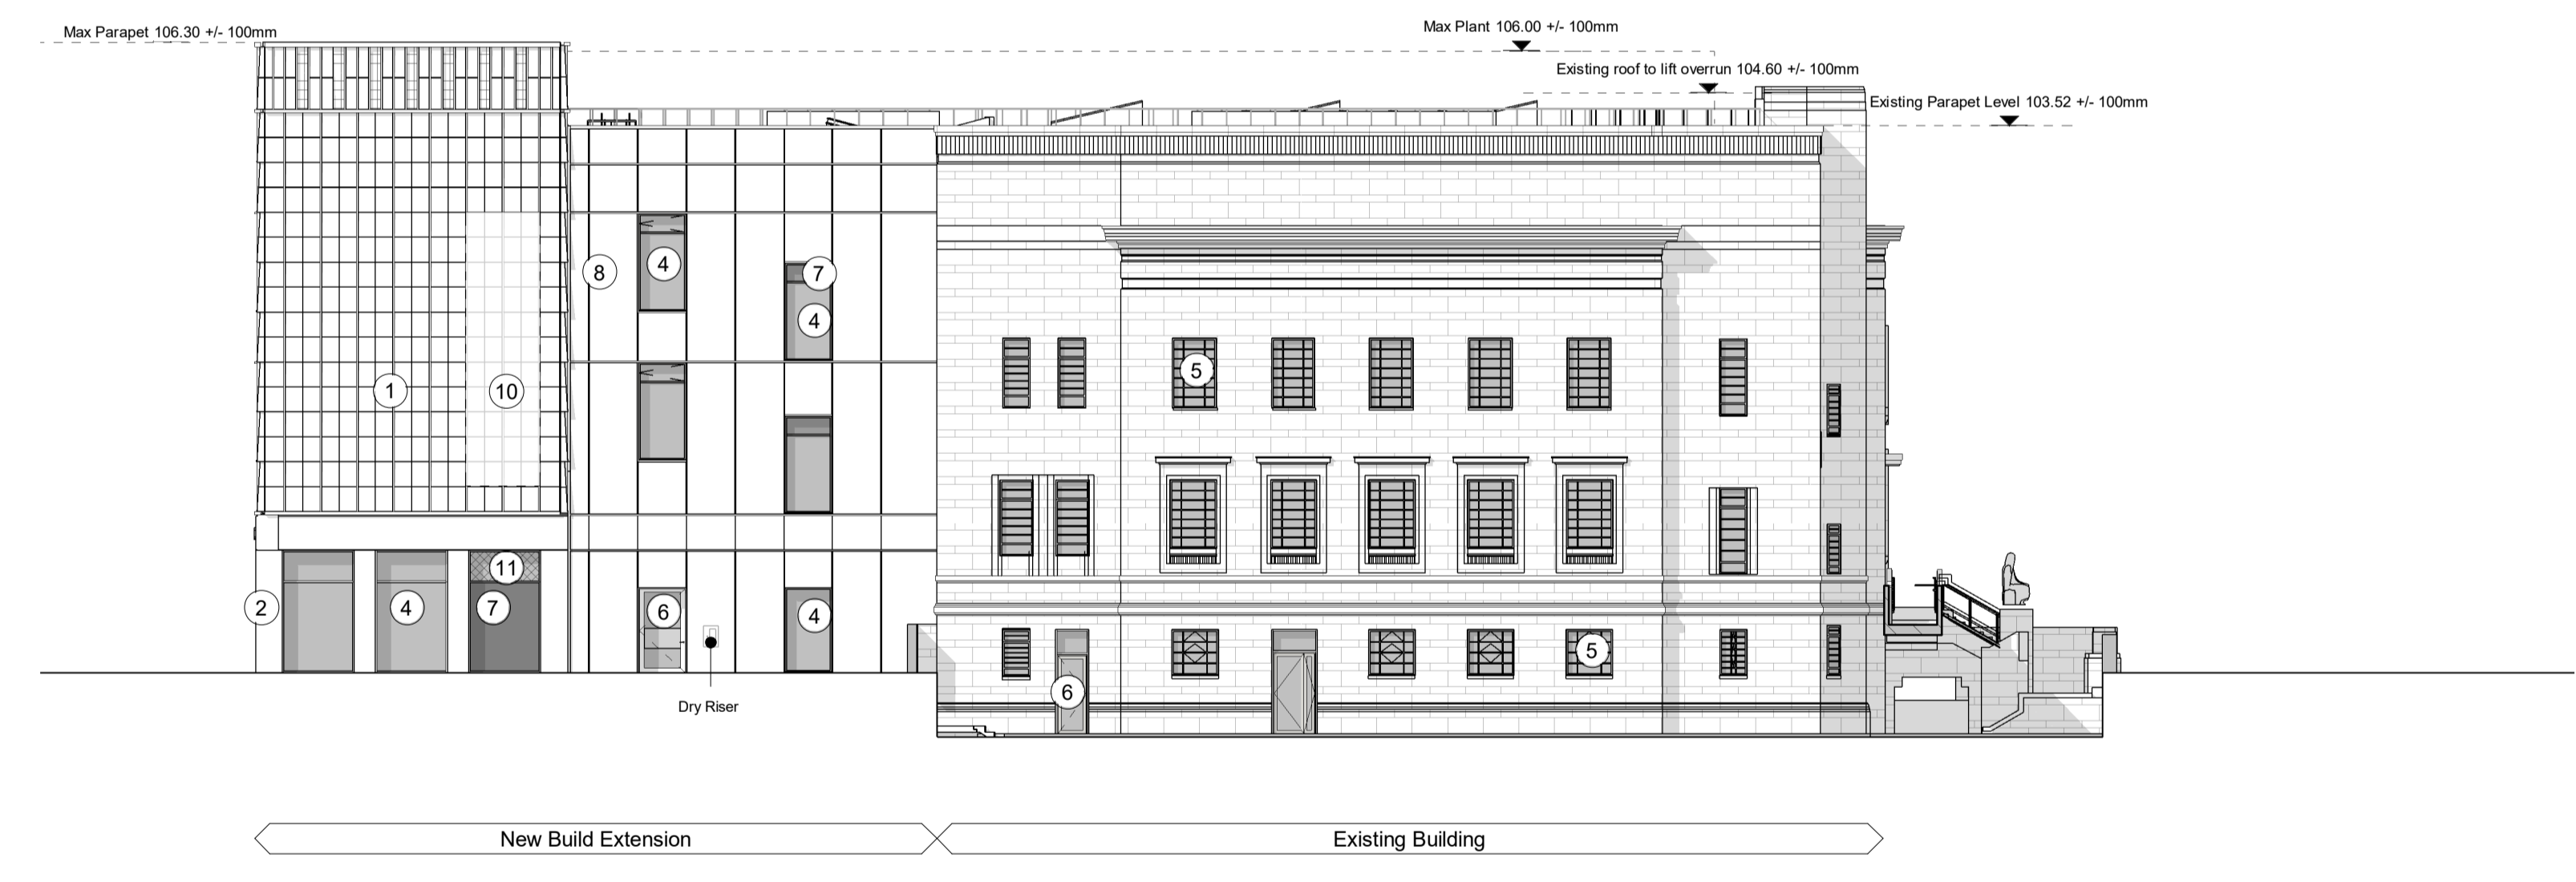 Max Plant 106.00 +/- 100mm
Max Parapet 106.30 +/- 100mm
Existing roof to lift overrun 104.60 +/- 100mm
Existing Parapet Level 103.52 +/- 100mm
8
4
7
4
5
1
10
11
2
4
7
6
4
5
6
Dry Riser
New Build Extension
Existing Building